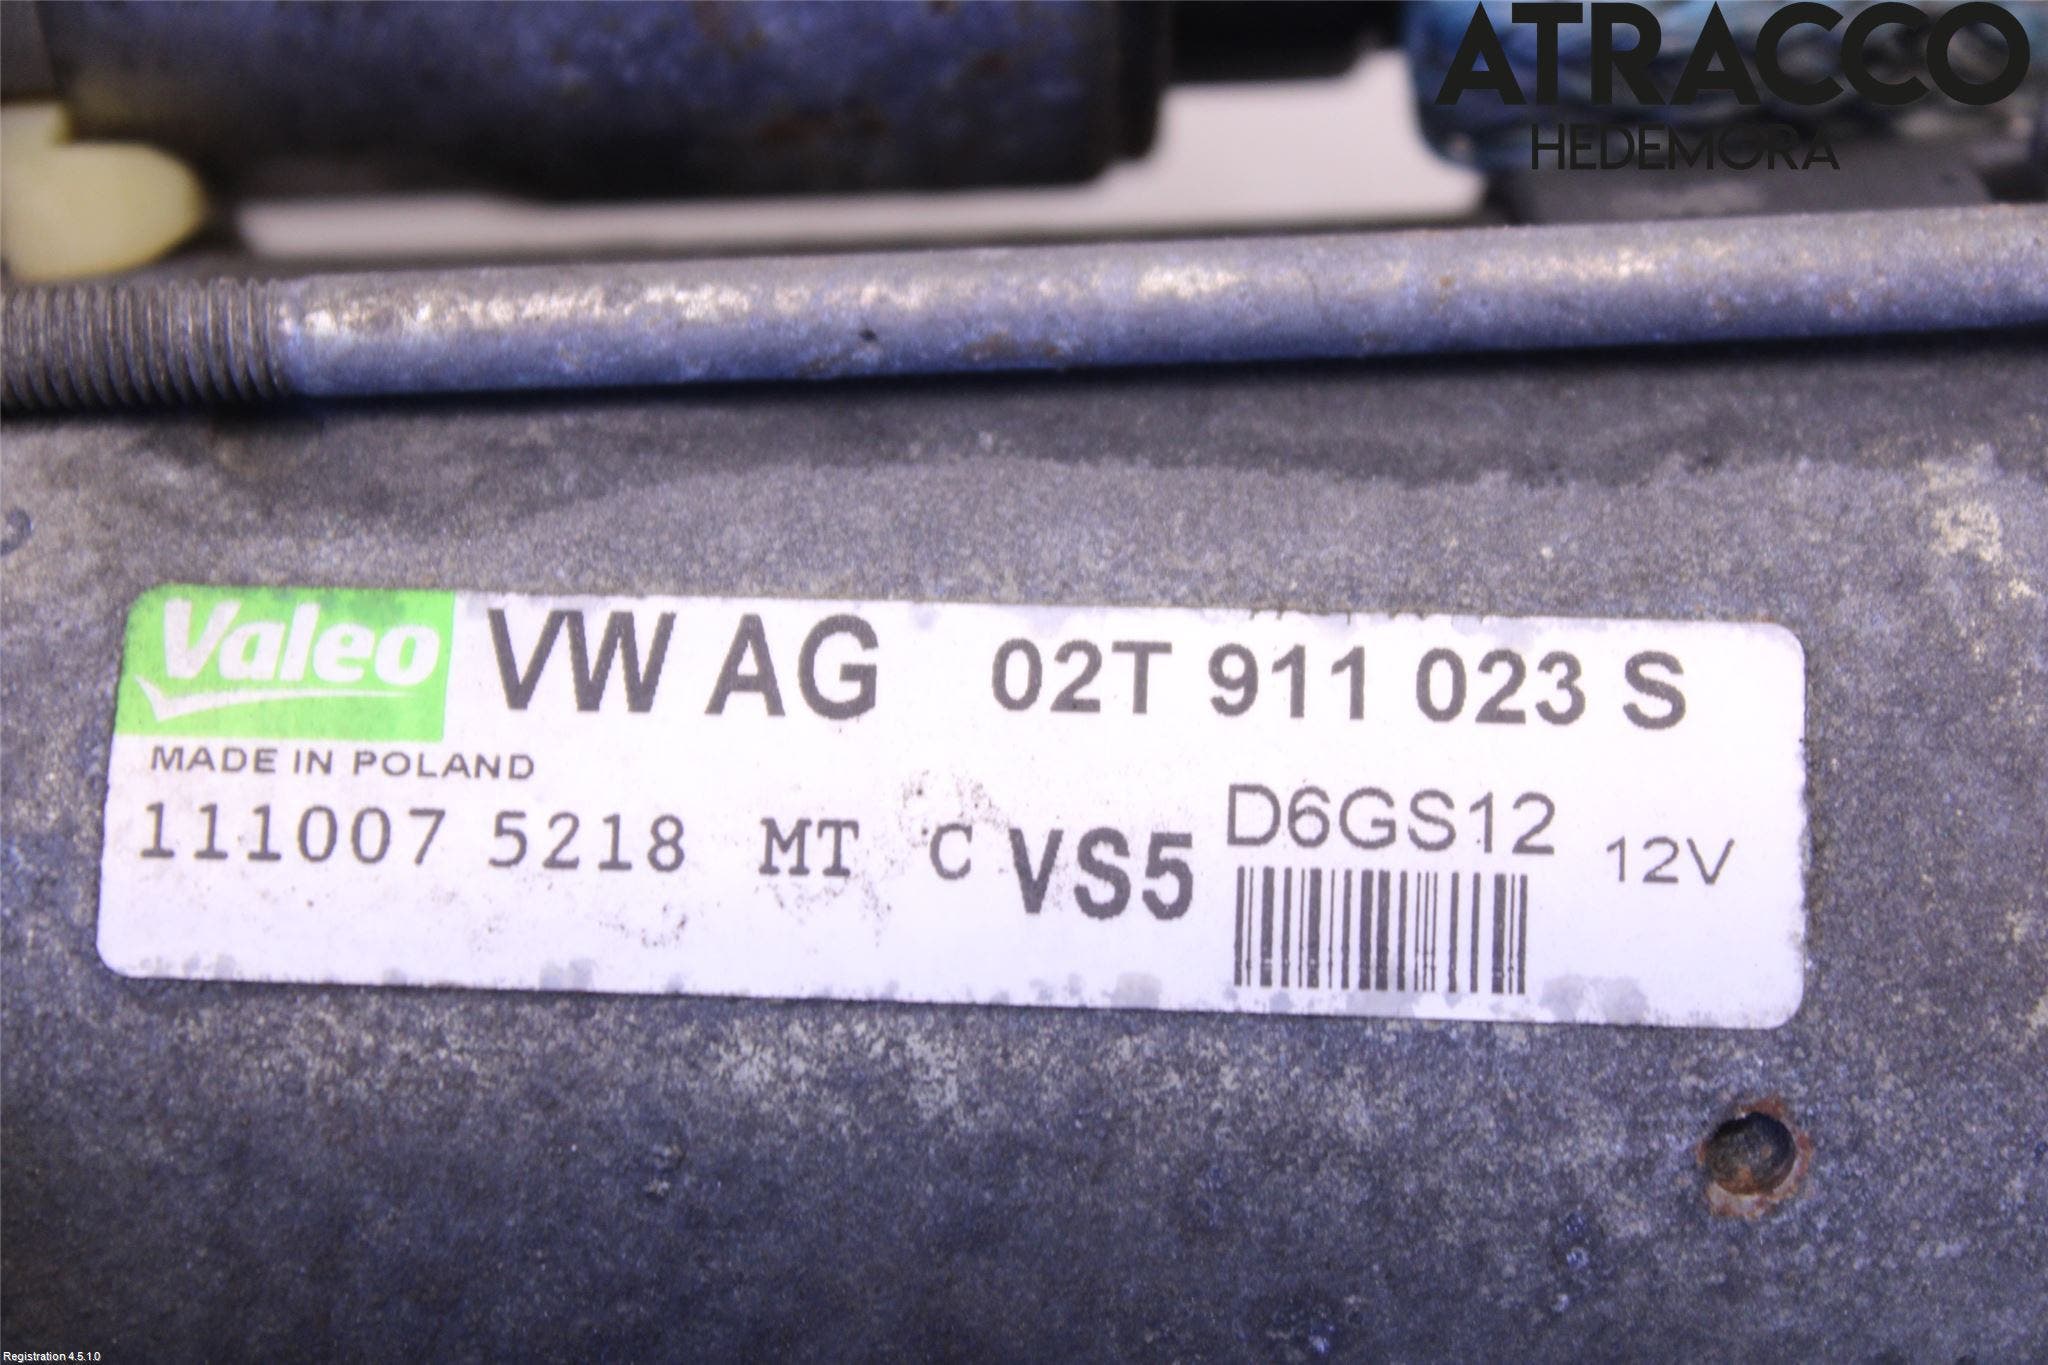 ATRACCO
HEDEMORA
Valeo VW AG 02T 911 023 S
MADE IN POLAND
111007 5218 MT C VS5 D6GS12 12V
Registration 4.5.1.0